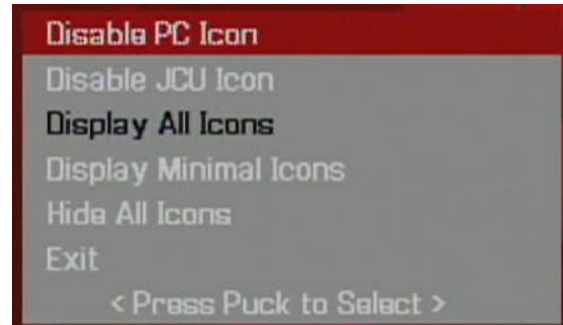 Disable PC Icon
Disable JCU Icon
Display All Icons
Display Minimal Icons
Hide All Icons
Exit
< Press Puck to Select >